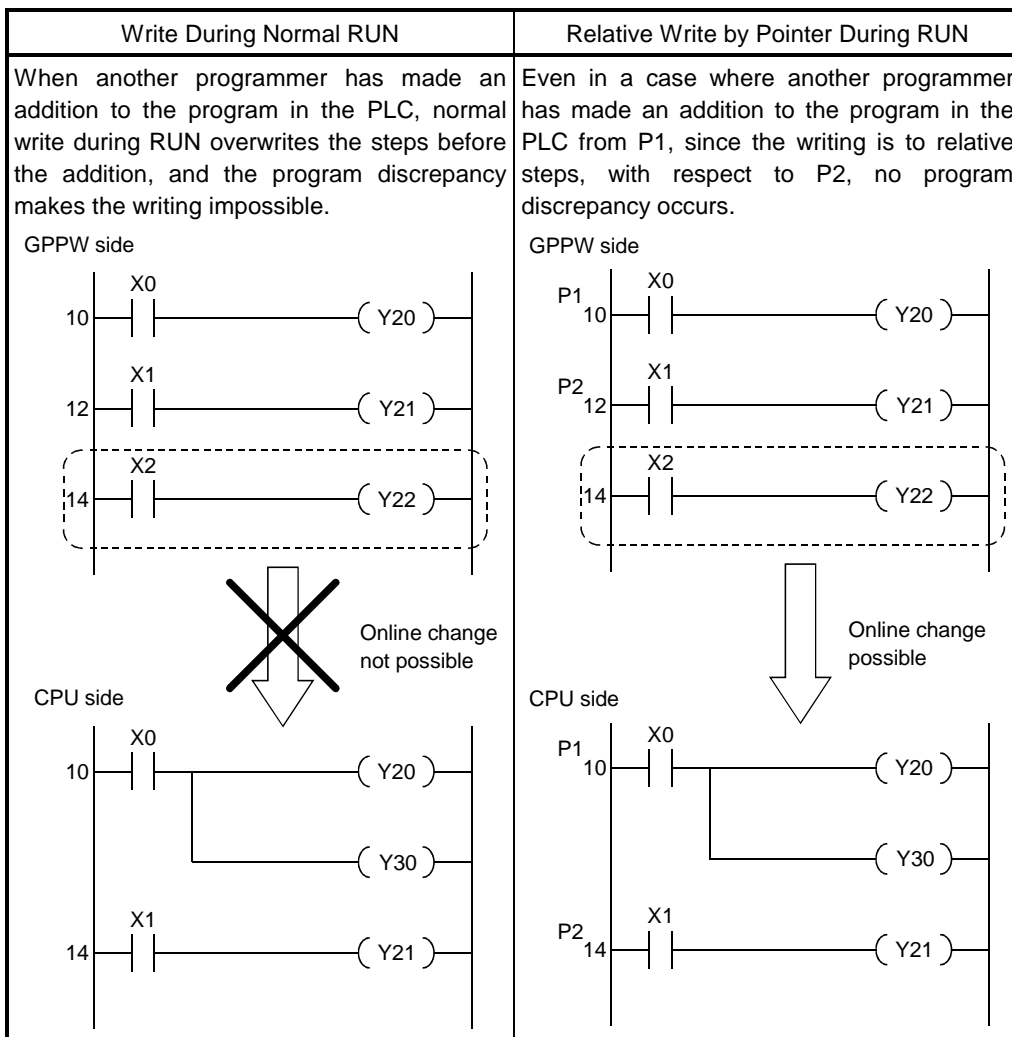 Write During Normal RUN
Relative Write by Pointer During RUN
When another programmer has made an
addition to the program in the PLC, normal
write during RUN overwrites the steps before
the addition, and the program discrepancy
makes the writing impossible.
GPPW side
X0
10
Y20
X1
12
Y21
X2
14
Y22
Online change
not possible
CPU side
X0
10
Y20
Y30
X1
14
Y21
Even in a case where another programmer
has made an addition to the program in the
PLC from P1, since the writing is to relative
steps, with respect to P2, no program
discrepancy occurs.
GPPW side
X0
P1
10
Y20
X1
P2
12
Y21
X2
14
Y22
Online change
possible
CPU side
X0
P1
10
Y20
Y30
X1
P2
14
Y21